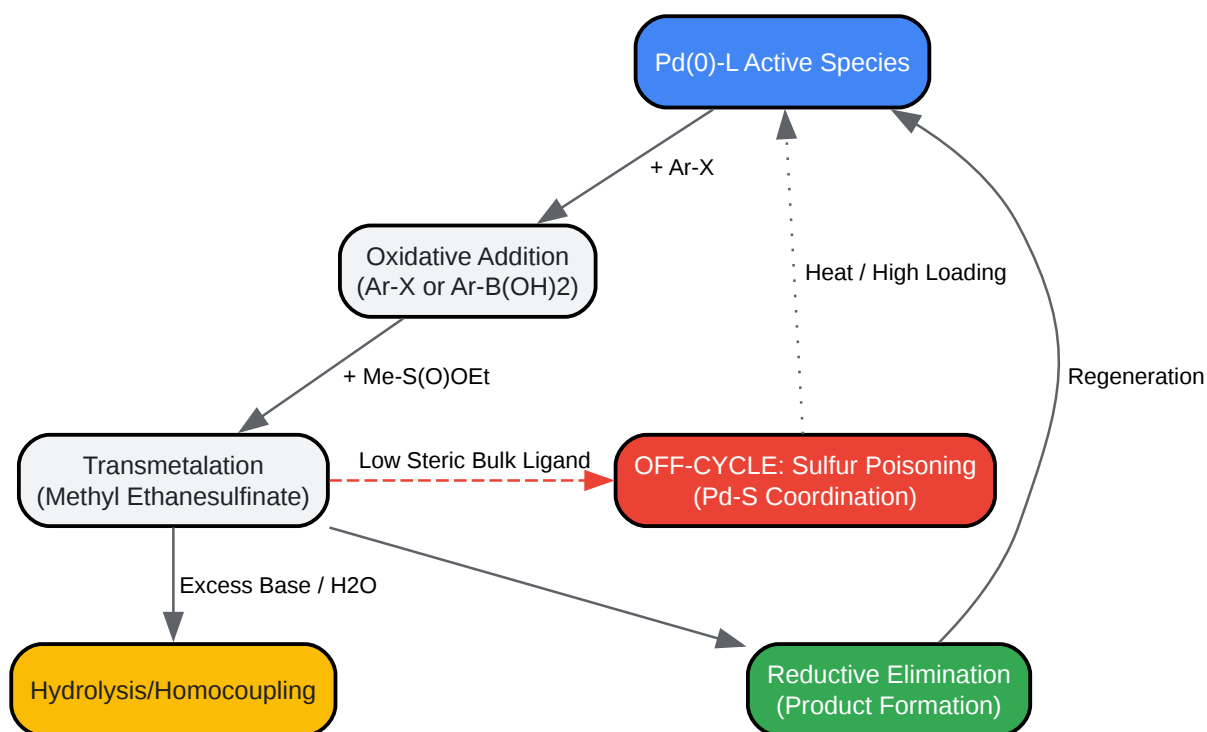 Pd(0)-L Active Species
+ Ar-X
Oxidative Addition
(Ar-X or Ar-B(OH)2)
Heat / High Loading
+ Me-S(O)OEt
Regeneration
Transmetalation
(Methyl Ethanesulfinate)
Low Steric Bulk Ligand
OFF-CYCLE: Sulfur Poisoning
(Pd-S Coordination)
Excess Base / H2O
Hydrolysis/Homocoupling
Reductive Elimination
(Product Formation)